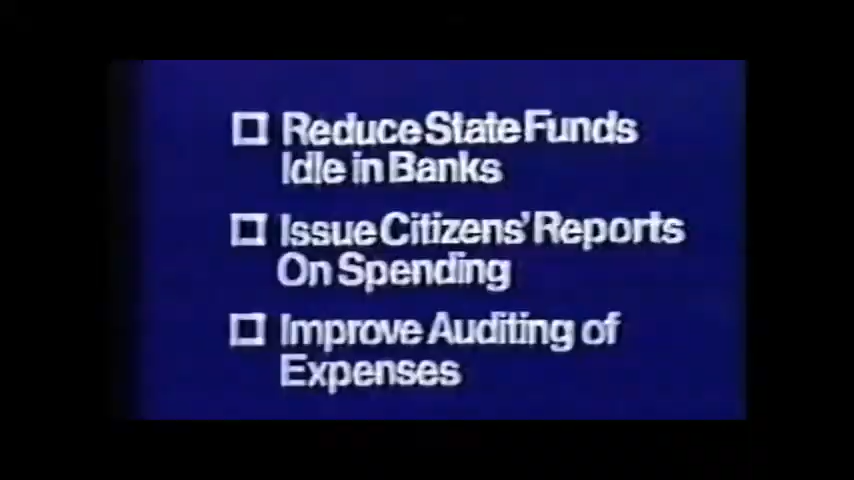 Reduce State Funds
Idle in Banks
Issue Citizens' Reports
On Spending
Improve Auditing of
Expenses